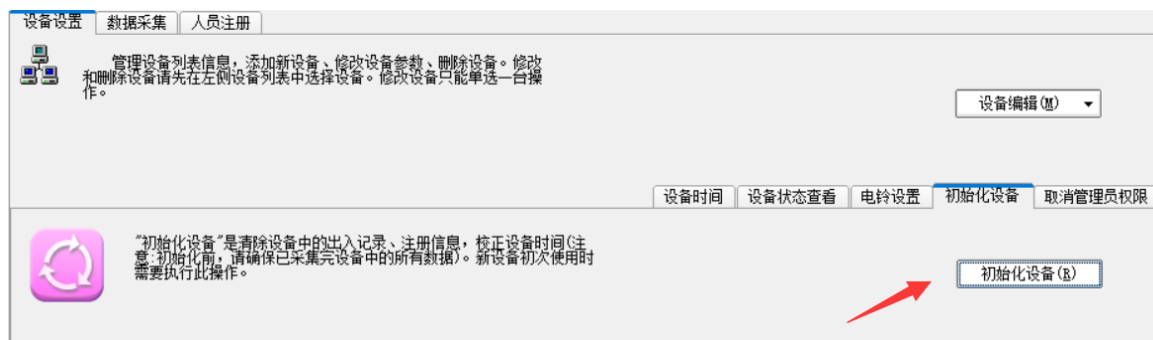 设备设置 数据采集 人员注册
管理设备列表信息,添加新设备、修改设备参数、删除设备。修改
和删除设备请先在左侧设备列表中选择设备。修改设备只能单选一台操
作。
设备编辑(M)
设备时间 设备状态查看 电铃设置 初始化设备 取消管理员权限
"初始化设备"是清除设备中的出入记录、注册信息,校正设备时间(注
意:初始化前,请确保已采集完设备中的所有数据)。新设备初次使用时
需要执行此操作。
初始化设备(R)